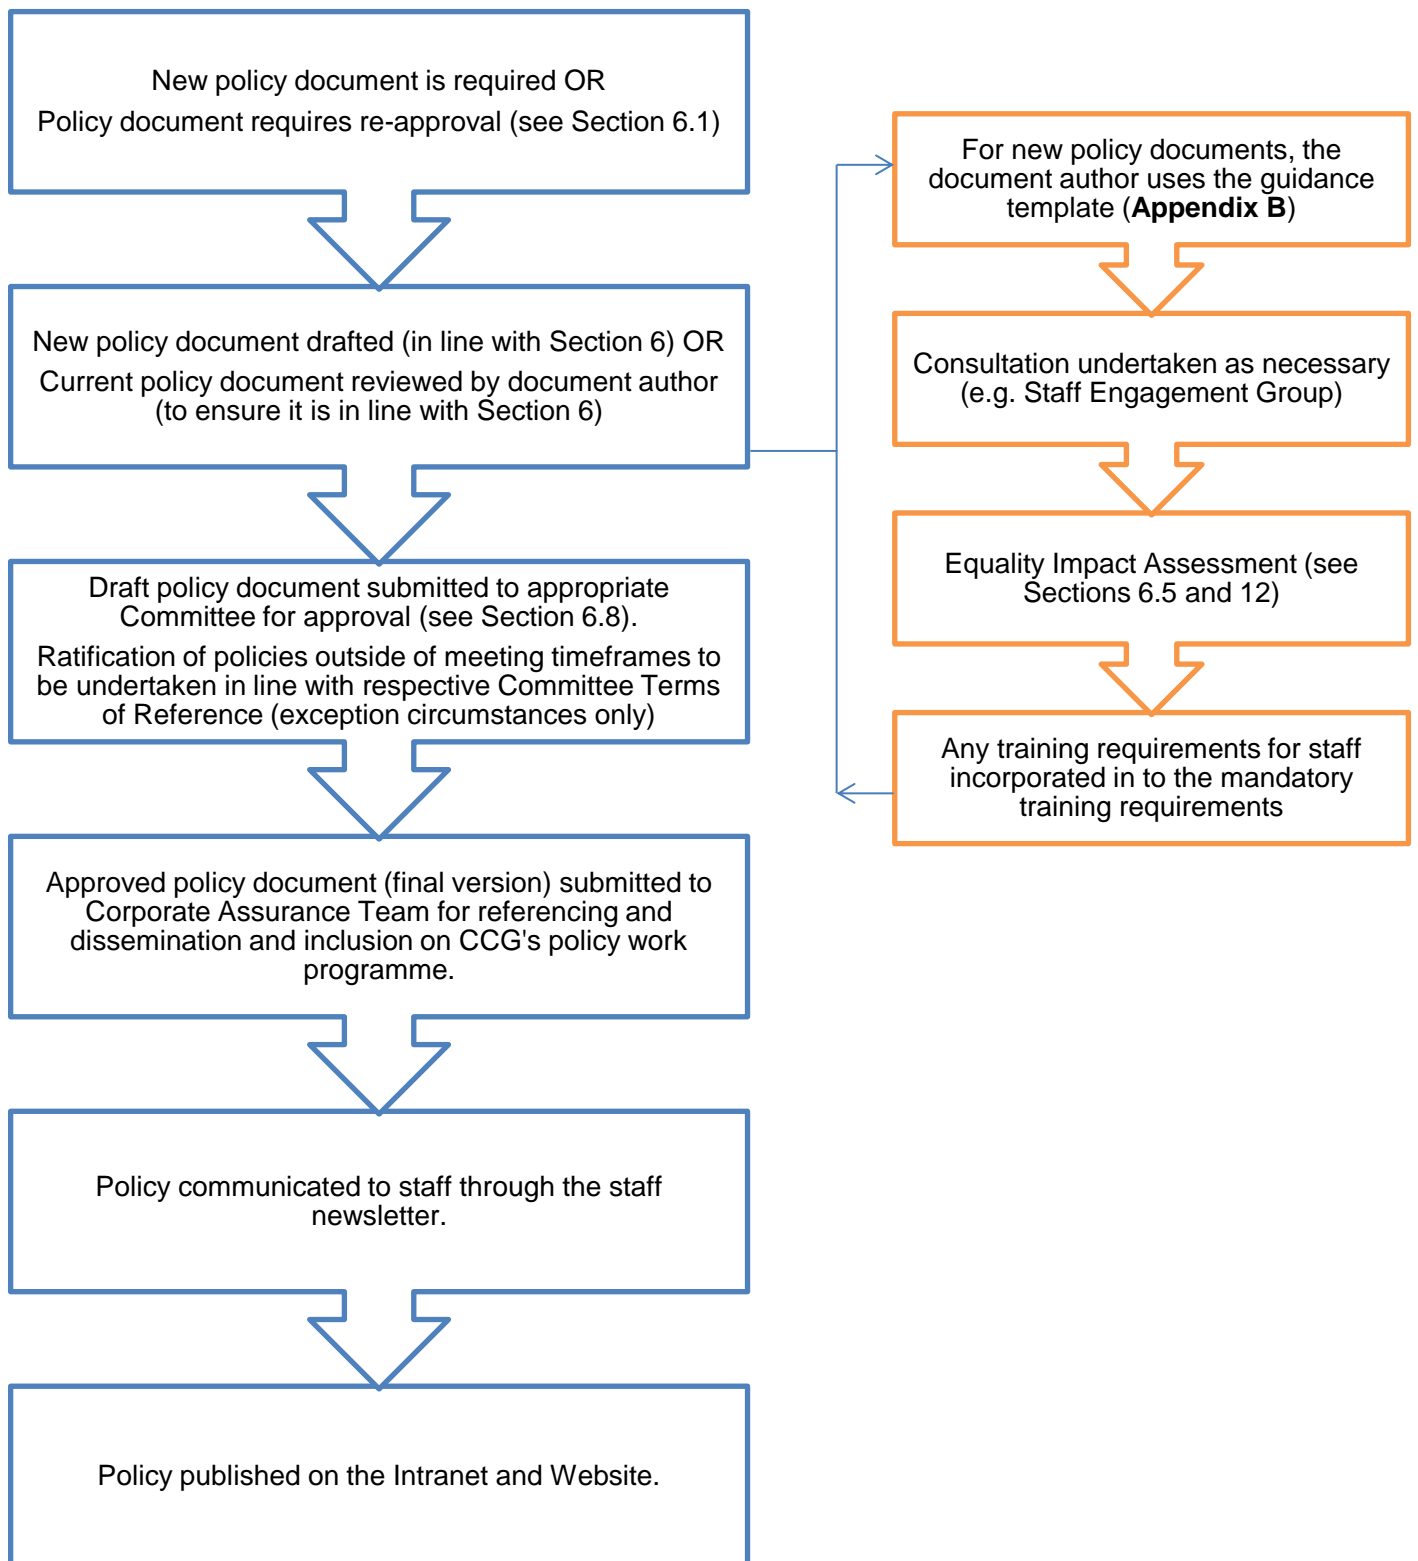 New policy document is required OR
Policy document requires re-approval (see Section 6.1)
New policy document drafted (in line with Section 6) OR
Current policy document reviewed by document author
(to ensure it is in line with Section 6)
Draft policy document submitted to appropriate
Committee for approval (see Section 6.8).
Ratification of policies outside of meeting timeframes to
be undertaken in line with respective Committee Terms
of Reference (exception circumstances only)
Approved policy document (final version) submitted to
Corporate Assurance Team for referencing and
dissemination and inclusion on CCG's policy work
programme.
Policy communicated to staff through the staff
newsletter.
Policy published on the Intranet and Website.
For new policy documents, the
document author uses the guidance
template (Appendix B)
Consultation undertaken as necessary
(e.g. Staff Engagement Group)
Equality Impact Assessment (see
Sections 6.5 and 12)
Any training requirements for staff
incorporated in to the mandatory
training requirements